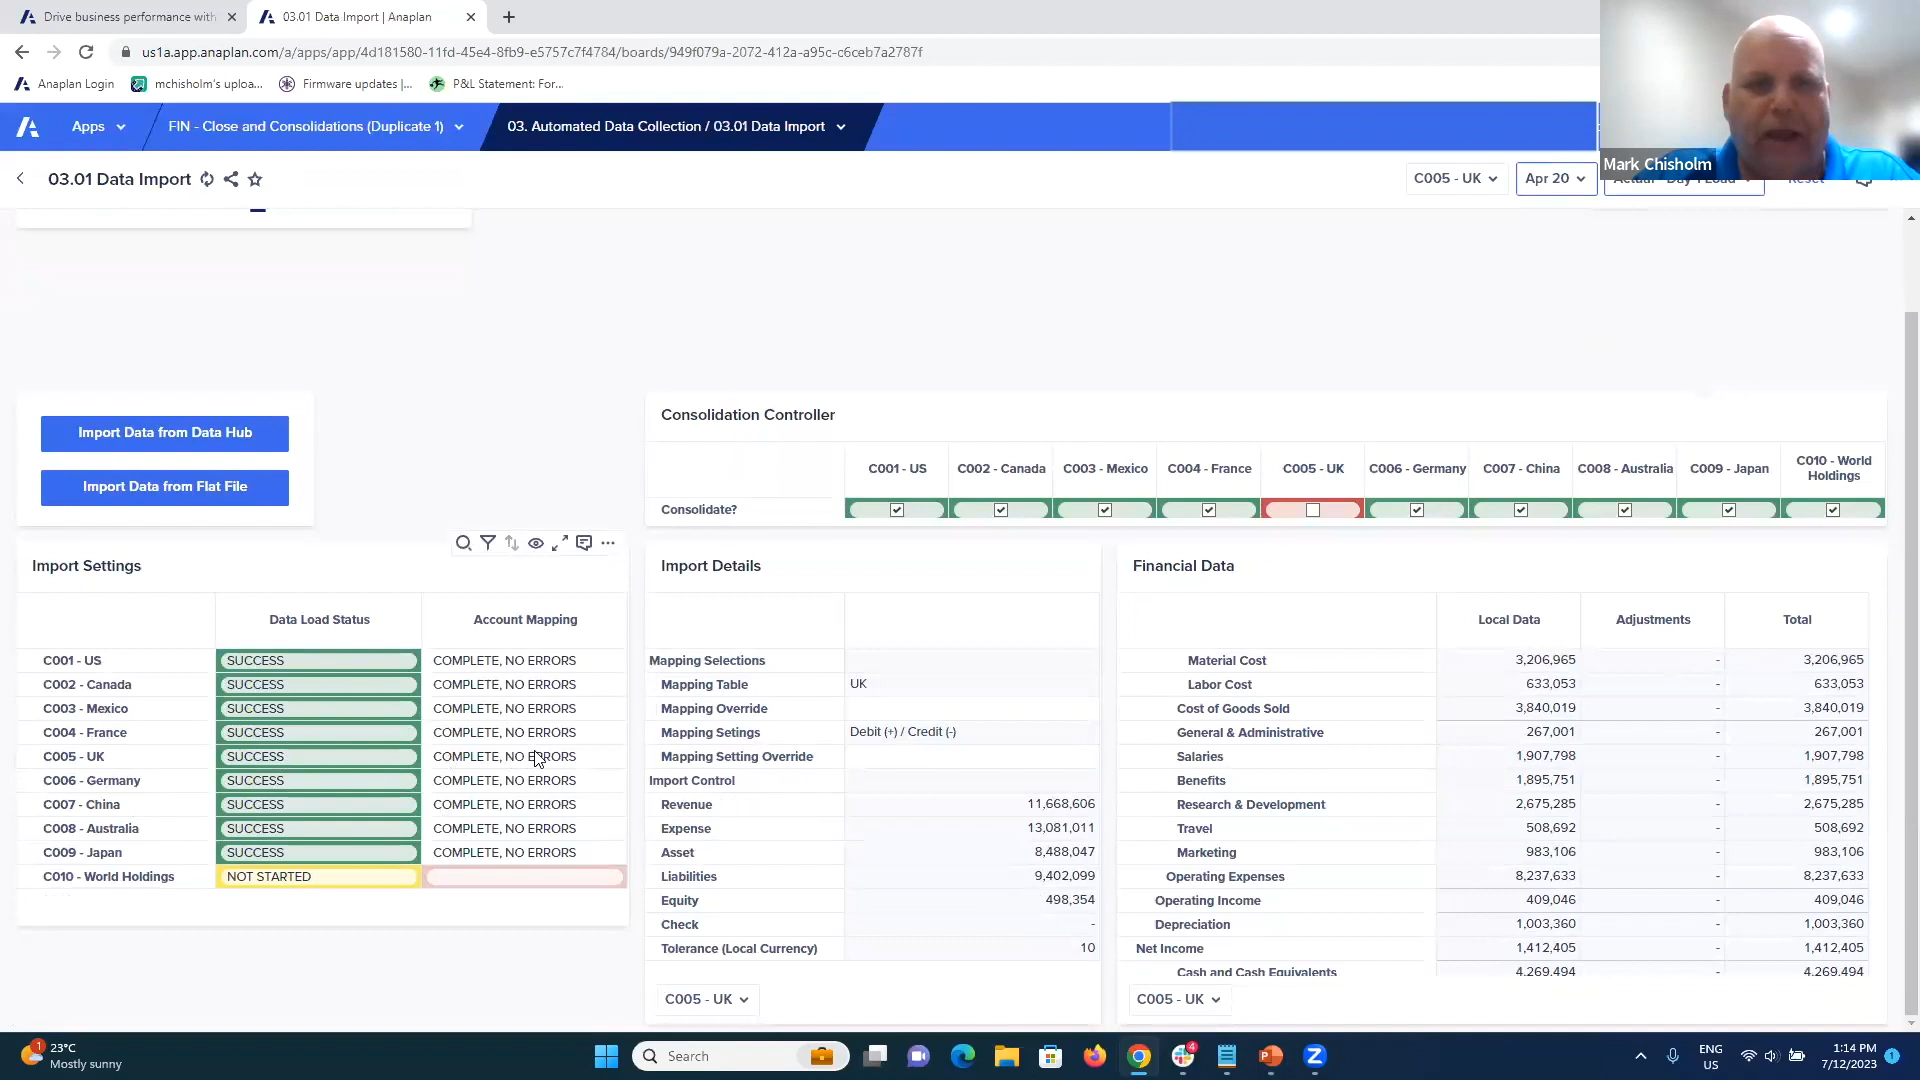 Drive business performance with
03.01 Data Import | Anaplan
us1a.app.anaplan.com/a/apps/app/4d181580-11fd-45e4-8fb9-e5757c7f4784/boards/949f079a-2072-412a-a95c-c6ceb7a2787f
Anaplan Login
mchisholm's uploa...
Firmware updates |...
P&L Statement: For...
Apps
FIN - Close and Consolidations (Duplicate 1)
03. Automated Data Collection / 03.01 Data Import
Mark Chisholm
03.01 Data Import
C005 - UK
Apr 20
Import Data from Data Hub
Import Data from Flat File
Consolidation Controller
C001 - US C002 - Canada C003 - Mexico C004 - France C005 - UK C006 - Germany C007 - China C008 - Australia C009 - Japan C010 - World Holdings
Consolidate?
Import Settings
Data Load Status Account Mapping
C001 - US SUCCESS COMPLETE, NO ERRORS
C002 - Canada SUCCESS COMPLETE, NO ERRORS
C003 - Mexico SUCCESS COMPLETE, NO ERRORS
C004 - France SUCCESS COMPLETE, NO ERRORS
C005 - UK SUCCESS COMPLETE, NO ERRORS
C006 - Germany SUCCESS COMPLETE, NO ERRORS
C007 - China SUCCESS COMPLETE, NO ERRORS
C008 - Australia SUCCESS COMPLETE, NO ERRORS
C009 - Japan SUCCESS COMPLETE, NO ERRORS
C010 - World Holdings NOT STARTED
Import Details
Mapping Selections
Mapping Table UK
Mapping Override
Mapping Setings Debit (+) / Credit (-)
Mapping Setting Override
Import Control
Revenue 11,668,606
Expense 13,081,011
Asset 8,488,047
Liabilities 9,402,099
Equity 498,354
Check -
Tolerance (Local Currency) 10
C005 - UK
Financial Data
Local Data Adjustments Total
Material Cost 3,206,965 - 3,206,965
Labor Cost 633,053 - 633,053
Cost of Goods Sold 3,840,019 - 3,840,019
General & Administrative 267,001 - 267,001
Salaries 1,907,798 - 1,907,798
Benefits 1,895,751 - 1,895,751
Research & Development 2,675,285 - 2,675,285
Travel 508,692 - 508,692
Marketing 983,106 - 983,106
Operating Expenses 8,237,633 - 8,237,633
Operating Income 409,046 - 409,046
Depreciation 1,003,360 - 1,003,360
Net Income 1,412,405 - 1,412,405
Cash and Cash Equivalents 4,269,494 - 4,269,494
C005 - UK
1
23°C
Mostly sunny
Search
4
ENG
US
1:14 PM
7/12/2023
1